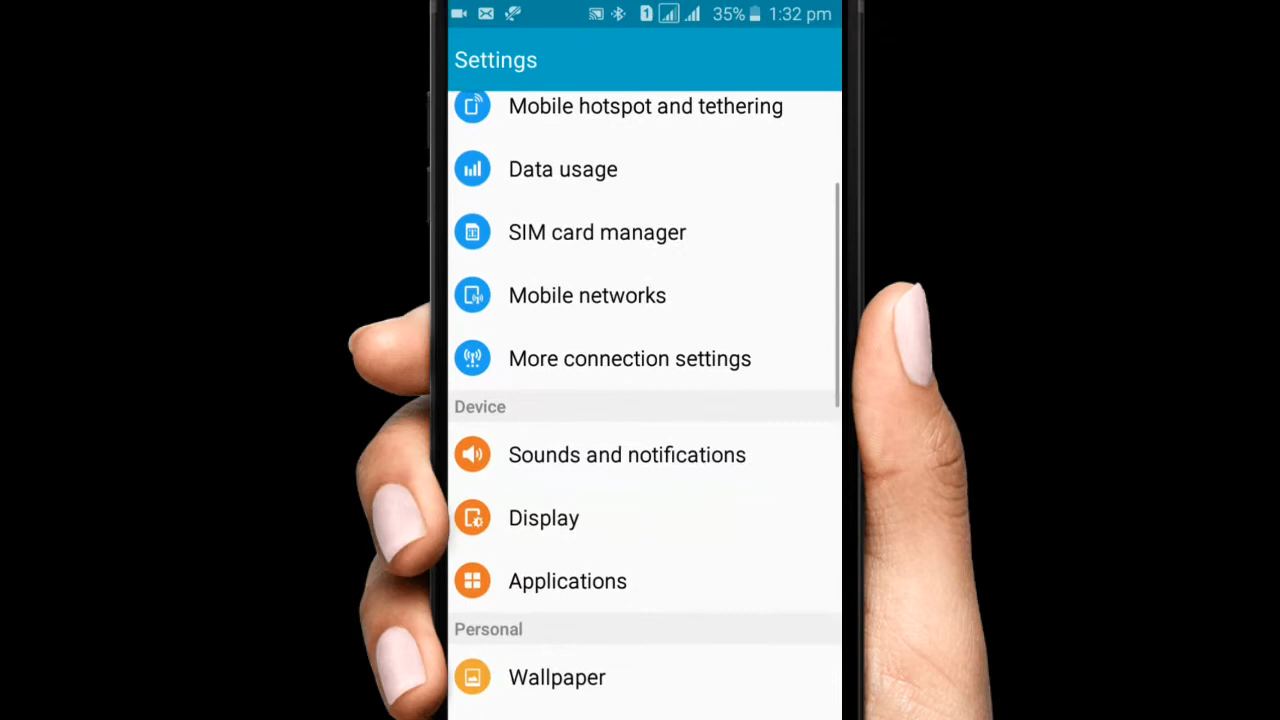 1 35% 1:32 pm
Settings
Mobile hotspot and tethering
Data usage
SIM card manager
Mobile networks
More connection settings
Device
Sounds and notifications
Display
Applications
Personal
Wallpaper